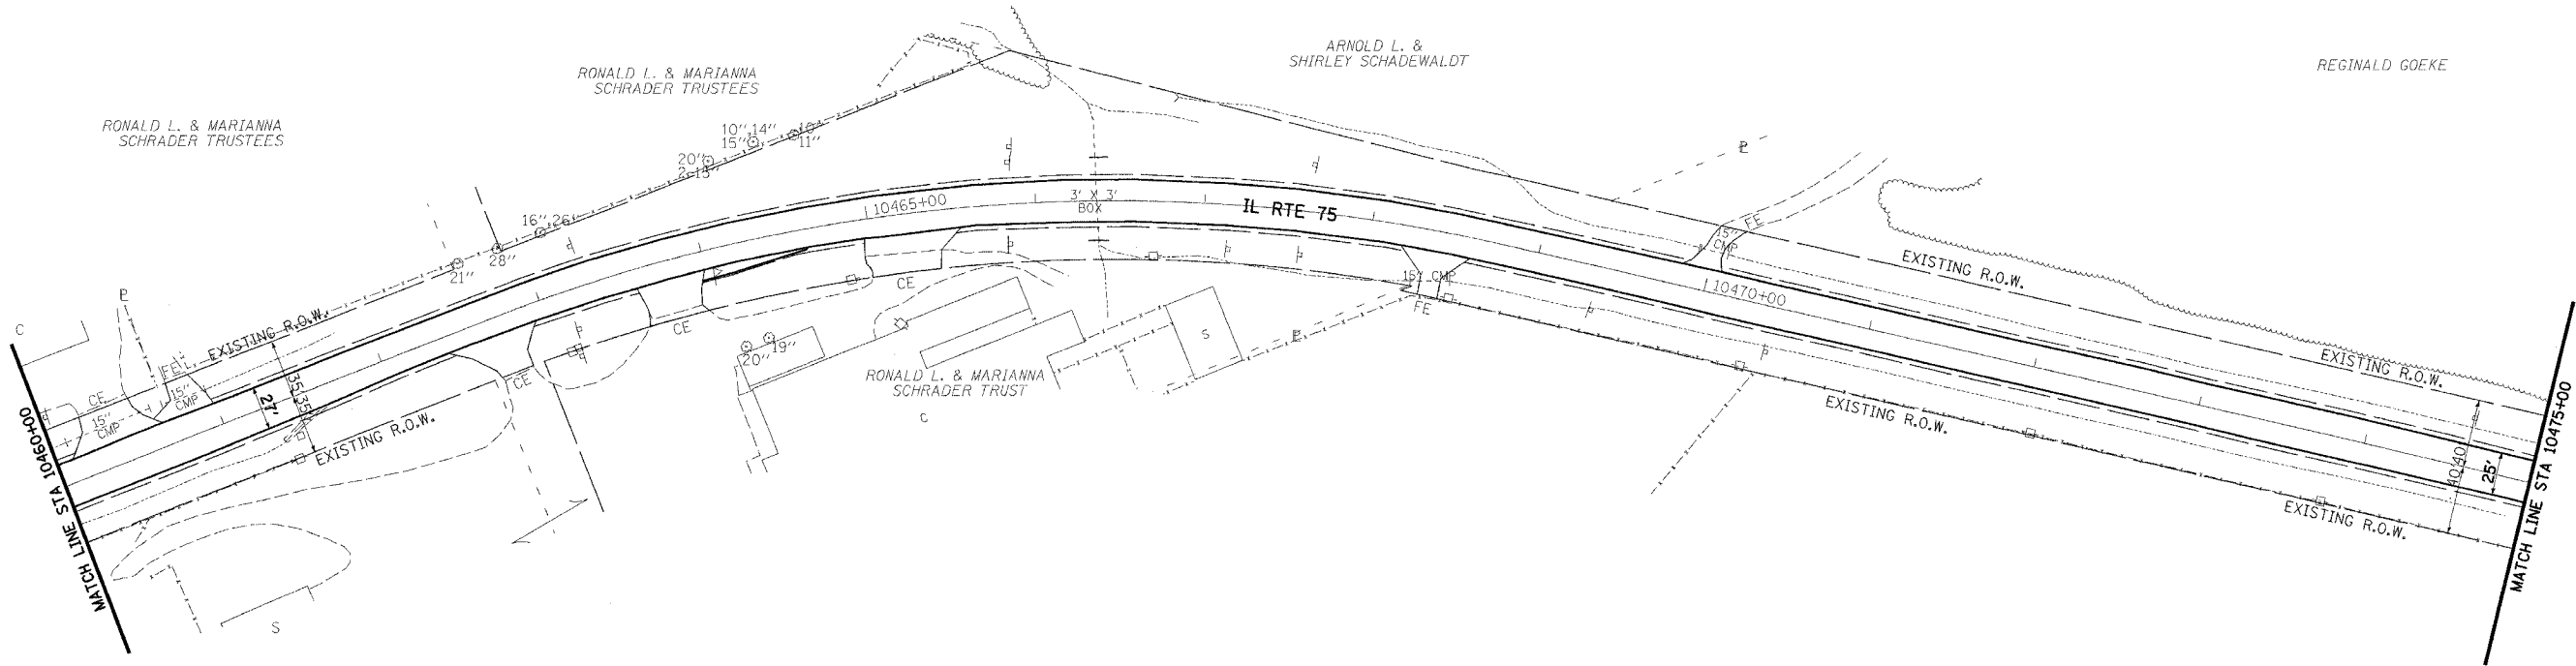 ARNOLD L. &
SHIRLEY SCHADEWALDT
REGINALD GOEKE
RONALD L. & MARIANNA
SCHRADER TRUSTEES
RONALD L. & MARIANNA
SCHRADER TRUSTEES
10",14"
15"
10"
11"
20"
2-15"
P
16",26"
28"
21"
10465+00
3' X 3'
BOX
IL RTE 75
FE
15"
CMP
EXISTING R.O.W.
10470+00
EXISTING R.O.W.
P
C
EXISTING R.O.W.
FE
CE
15"
CMP
15"
CMP
35'
35'
27'
EXISTING R.O.W.
CE
CE
CE
20"
19"
RONALD L. & MARIANNA
SCHRADER TRUST
C
S
P
15" CMP
FE
EXISTING R.O.W.
40'
40'
25'
EXISTING R.O.W.
MATCH LINE STA 10460+00
MATCH LINE STA 10475+00
S